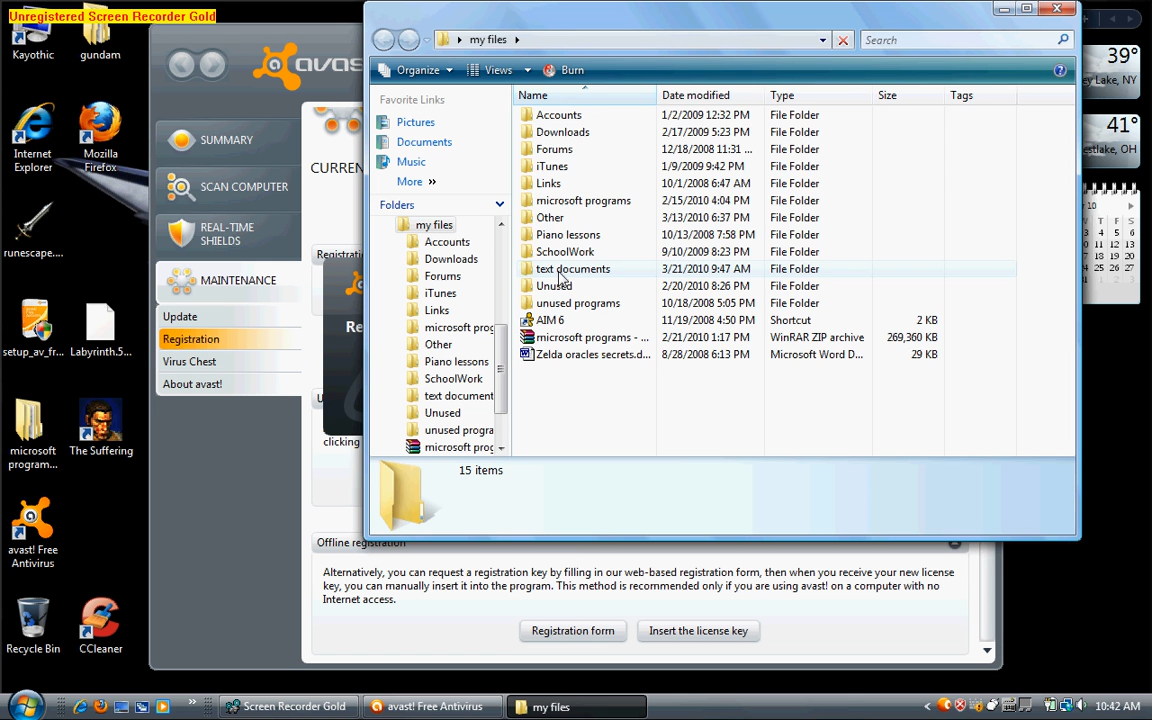 Unregistered Screen Recorder Gold
Kayothic
gundam
Internet Explorer
Mozilla Firefox
runescape....
setup_av_fr...
Labyrinth.5...
microsoft program...
The Suffering
avast! Free Antivirus
Recycle Bin
CCleaner
avast
SUMMARY
SCAN COMPUTER
REAL-TIME SHIELDS
MAINTENANCE
Update
Registration
Virus Chest
About avast!
CURREN
Registrati
Re
U
clicking
my files
Search
Organize
Views
Burn
Favorite Links
Pictures
Documents
Music
More »
Folders
my files
Accounts
Downloads
Forums
iTunes
Links
microsoft prog
Other
Piano lessons
SchoolWork
text document
Unused
unused progra
microsoft prog
Name Date modified Type Size Tags
Accounts 1/2/2009 12:32 PM File Folder
Downloads 2/17/2009 5:23 PM File Folder
Forums 12/18/2008 11:31 ... File Folder
iTunes 1/9/2009 9:42 PM File Folder
Links 10/1/2008 6:47 AM File Folder
microsoft programs 2/15/2010 4:04 PM File Folder
Other 3/13/2010 6:37 PM File Folder
Piano lessons 10/13/2008 7:58 PM File Folder
SchoolWork 9/10/2009 8:23 PM File Folder
text documents 3/21/2010 9:47 AM File Folder
Unused 2/20/2010 8:26 PM File Folder
unused programs 10/18/2008 5:05 PM File Folder
AIM 6 11/19/2008 4:50 PM Shortcut 2 KB
microsoft programs - ... 2/21/2010 1:17 PM WinRAR ZIP archive 269,360 KB
Zelda oracles secrets.d... 8/28/2008 6:13 PM Microsoft Word D... 29 KB
15 items
Offline registration
Alternatively, you can request a registration key by filling in our web-based registration form, then when you receive your new license
key, you can manually insert it into the program. This method is recommended only if you are using avast! on a computer with no
Internet access.
Registration form
Insert the license key
39°
ey Lake, NY
41°
estlake, OH
10
T F S
4 5 6
Screen Recorder Gold
avast! Free Antivirus
my files
10:42 AM